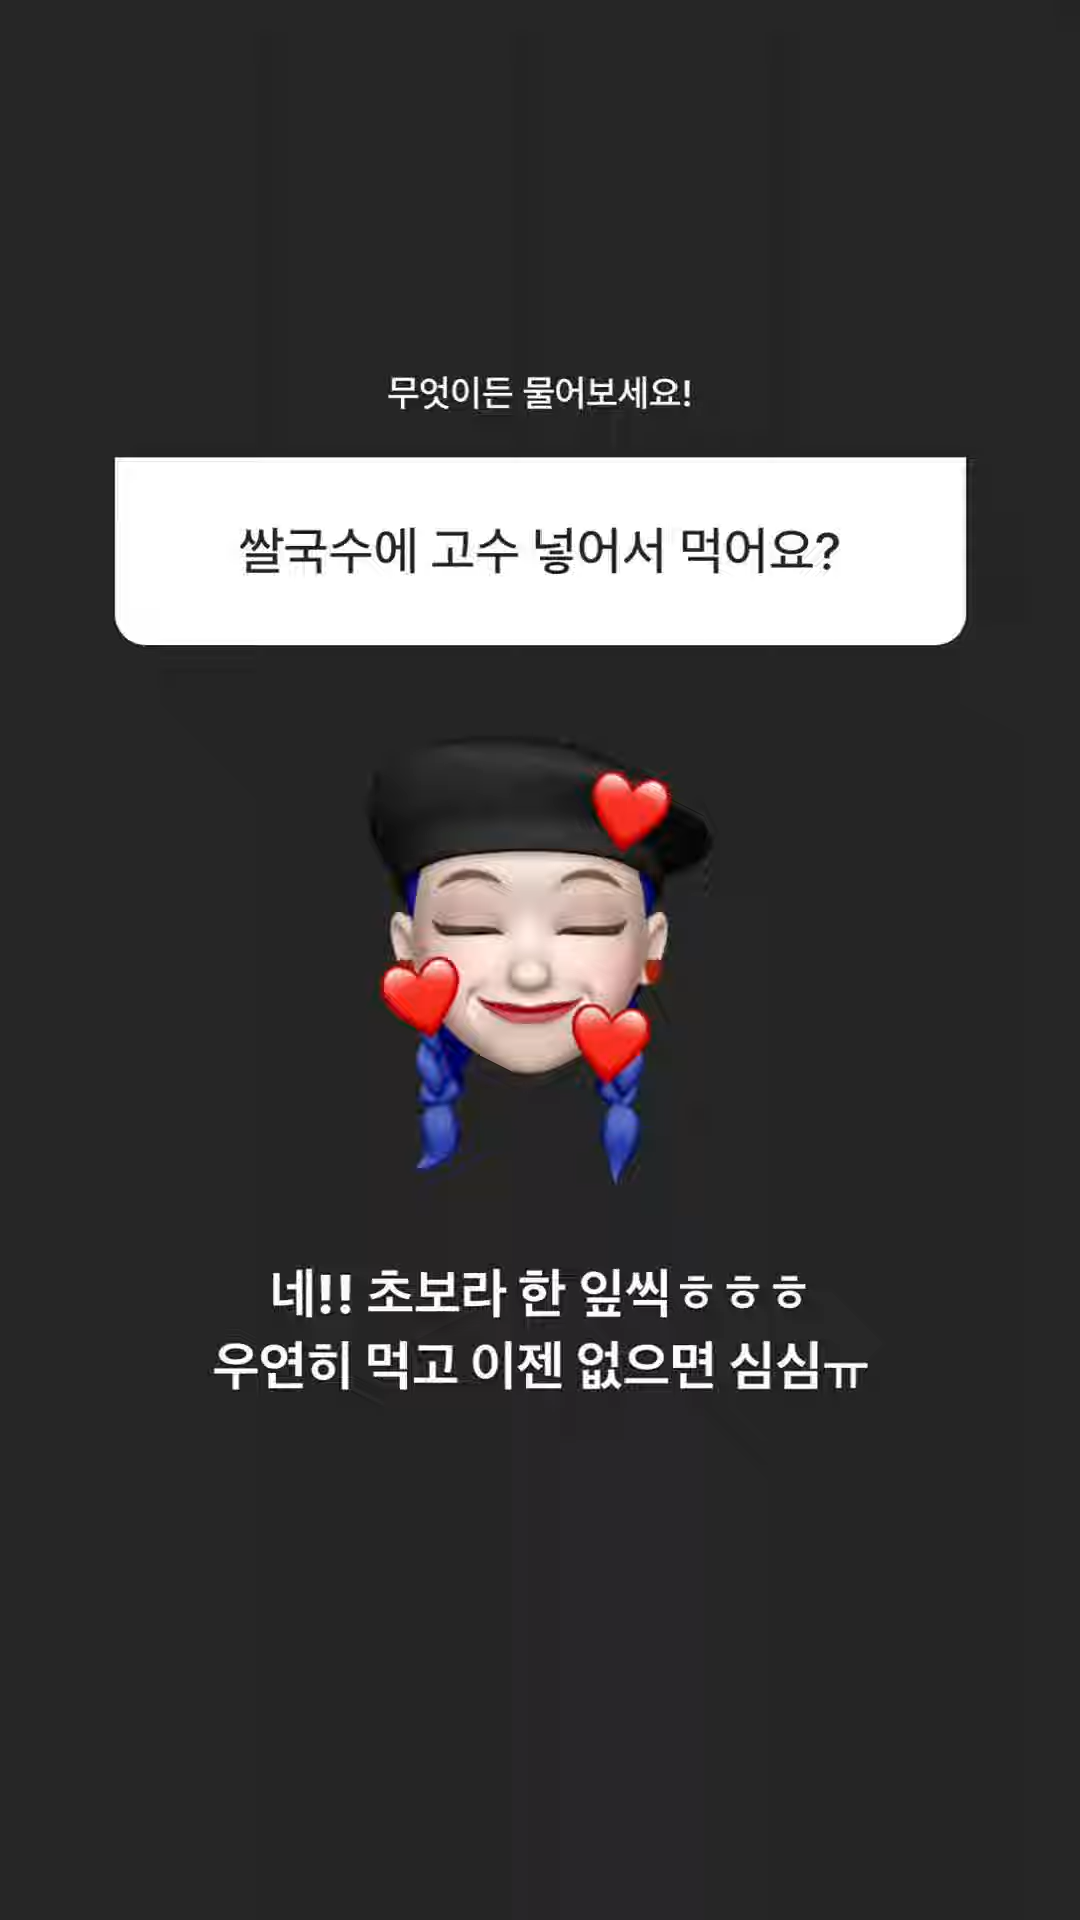 무엇이든 물어보세요!
쌀국수에 고수 넣어서 먹어요?
네!! 초보라 한 잎씩ㅎㅎㅎ
우연히 먹고 이젠 없으면 심심ㅠ